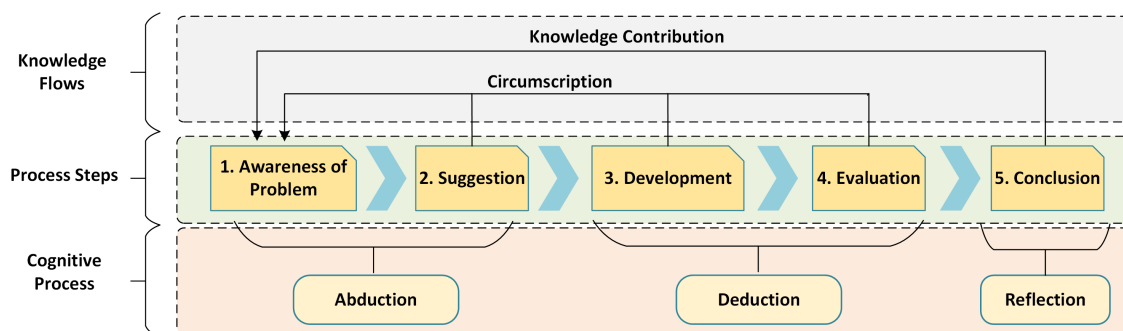 Knowledge Contribution
Knowledge
Flows
Circumscription
Process Steps
1. Awareness of
Problem
2. Suggestion
3. Development
4. Evaluation
5. Conclusion
Cognitive
Process
Abduction
Deduction
Reflection